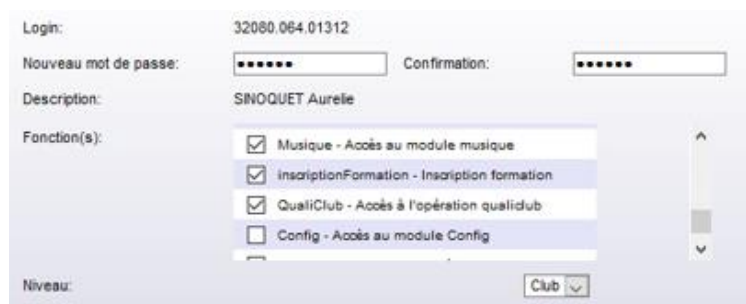 Login: 32080.064.01312
Nouveau mot de passe: •••••• Confirmation: ••••••
Description: SINOQUET Aurelie
Fonction(s):
Musique - Accès au module musique
inscriptionFormation - Inscription formation
QualiClub - Accès à l'opération qualiclub
Config - Accès au module Config
Niveau: Club